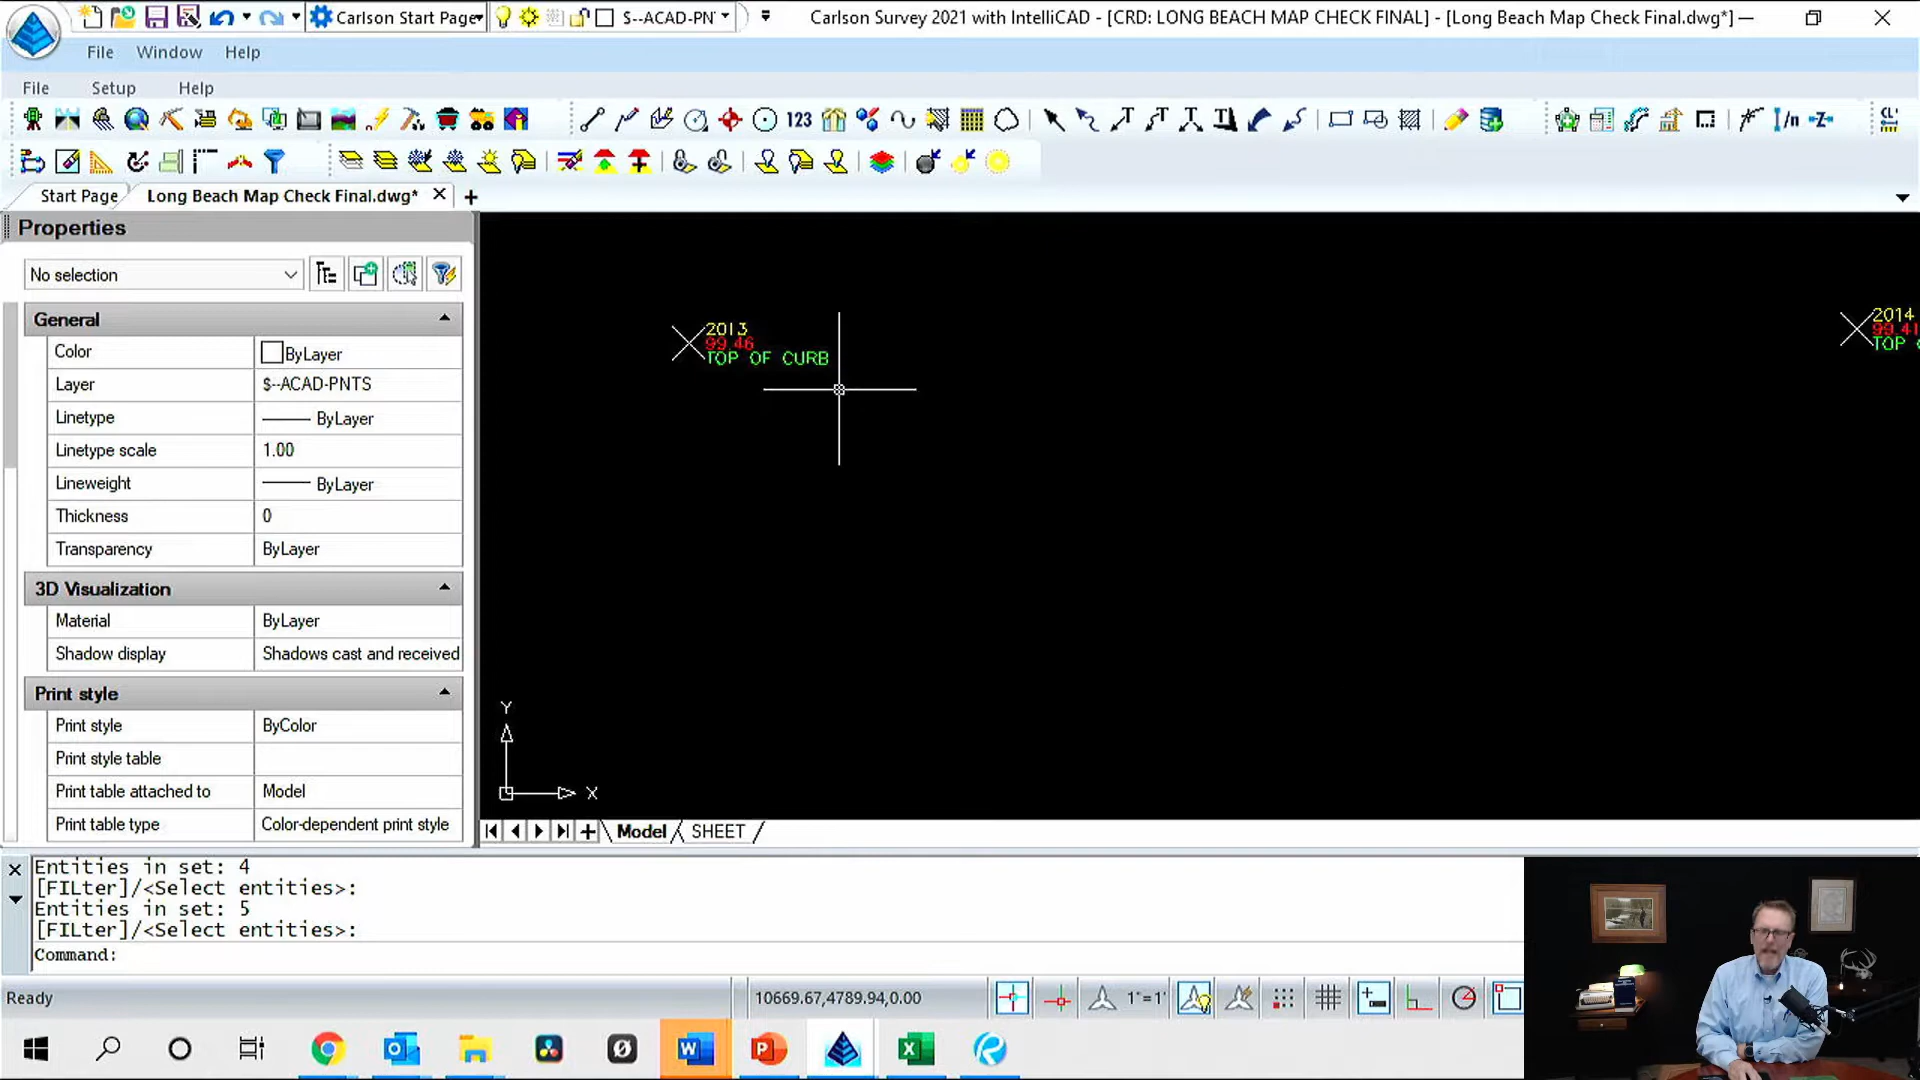 Carlson Start Page
$--ACAD-PN
Carlson Survey 2021 with IntelliCAD - [CRD: LONG BEACH MAP CHECK FINAL] - [Long Beach Map Check Final.dwg*]
File Window Help
File Setup Help
123
CL
/n
-Z-
Start Page
Long Beach Map Check Final.dwg*
Properties
No selection
General
Color ByLayer
Layer $--ACAD-PNTS
Linetype ByLayer
Linetype scale 1.00
Lineweight ByLayer
Thickness 0
Transparency ByLayer
3D Visualization
Material ByLayer
Shadow display Shadows cast and received
Print style
Print style ByColor
Print style table
Print table attached to Model
Print table type Color-dependent print style
2013
99.46
TOP OF CURB
2014
99.41
TOP
Y
X
Model SHEET
Entities in set: 4
[FILter]/<Select entities>:
Entities in set: 5
[FILter]/<Select entities>:
Command:
Ready
10669.67,4789.94,0.00
1"=1'